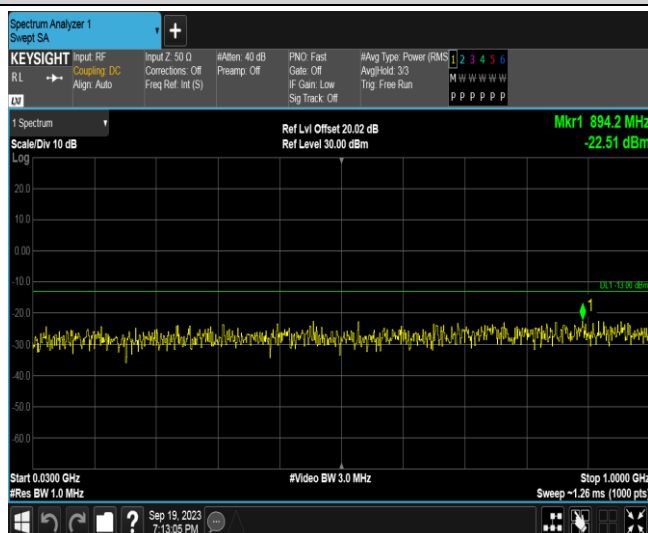 Spectrum Analyzer 1
Swept SA
+
KEYSIGHT
RL
Input: RF
Coupling: DC
Align: Auto
Input Z: 50 Ω
Corrections: Off
Freq Ref: Int (S)
#Atten: 40 dB
Preamp: Off
PNO: Fast
Gate: Off
IF Gain: Low
Sig Track: Off
#Avg Type: Power (RMS
Avg|Hold: 3/3
Trig: Free Run
1 2 3 4 5 6
M W W W W W
P P P P P P
LXI
1 Spectrum
Scale/Div 10 dB
Log
Ref Lvl Offset 20.02 dB
Ref Level 30.00 dBm
Mkr1 894.2 MHz
-22.51 dBm
20.0
10.0
0.00
-10.0
DL1 -13.00 dBm
1
-20.0
-30.0
-40.0
-50.0
-60.0
Start 0.0300 GHz
#Res BW 1.0 MHz
#Video BW 3.0 MHz
Stop 1.0000 GHz
Sweep ~1.26 ms (1000 pts)
?
Sep 19, 2023
7:13:05 PM